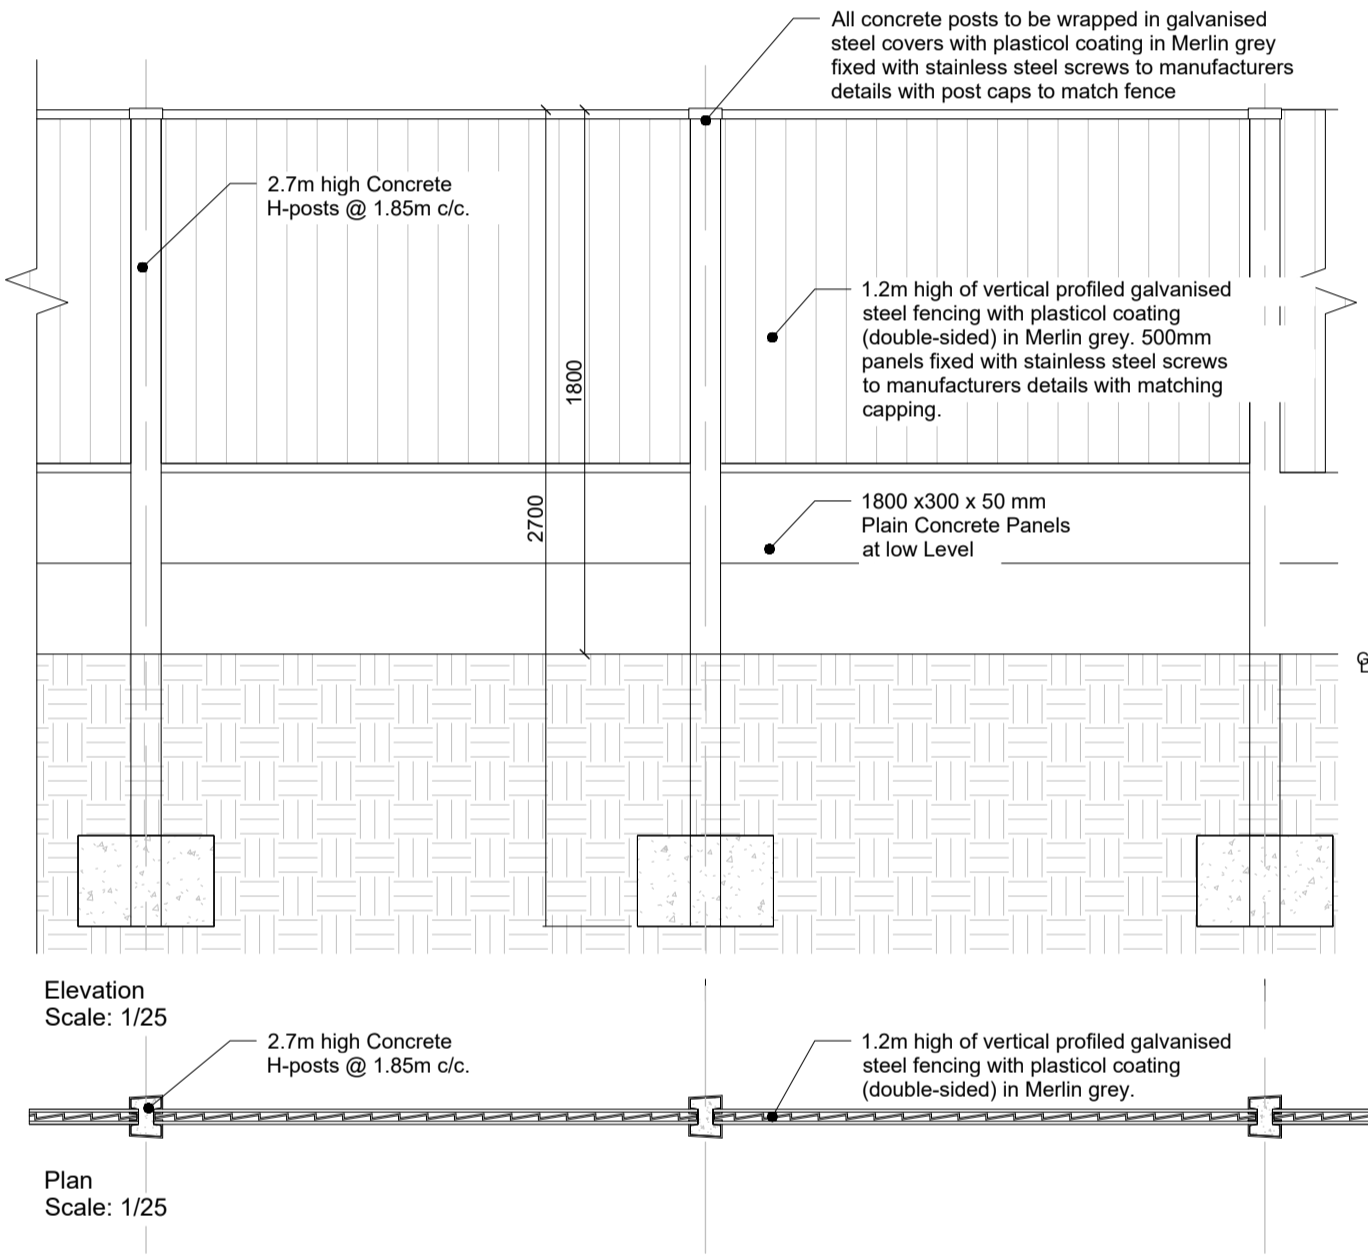 All concrete posts to be wrapped in galvanised
steel covers with plasticol coating in Merlin grey
fixed with stainless steel screws to manufacturers
details with post caps to match fence
2.7m high Concrete
H-posts @ 1.85m c/c.
1.2m high of vertical profiled galvanised
steel fencing with plasticol coating
(double-sided) in Merlin grey. 500mm
panels fixed with stainless steel screws
to manufacturers details with matching
capping.
1800
2700
1800 x300 x 50 mm
Plain Concrete Panels
at low Level
Elevation
Scale: 1/25
2.7m high Concrete
H-posts @ 1.85m c/c.
1.2m high of vertical profiled galvanised
steel fencing with plasticol coating
(double-sided) in Merlin grey.
Plan
Scale: 1/25